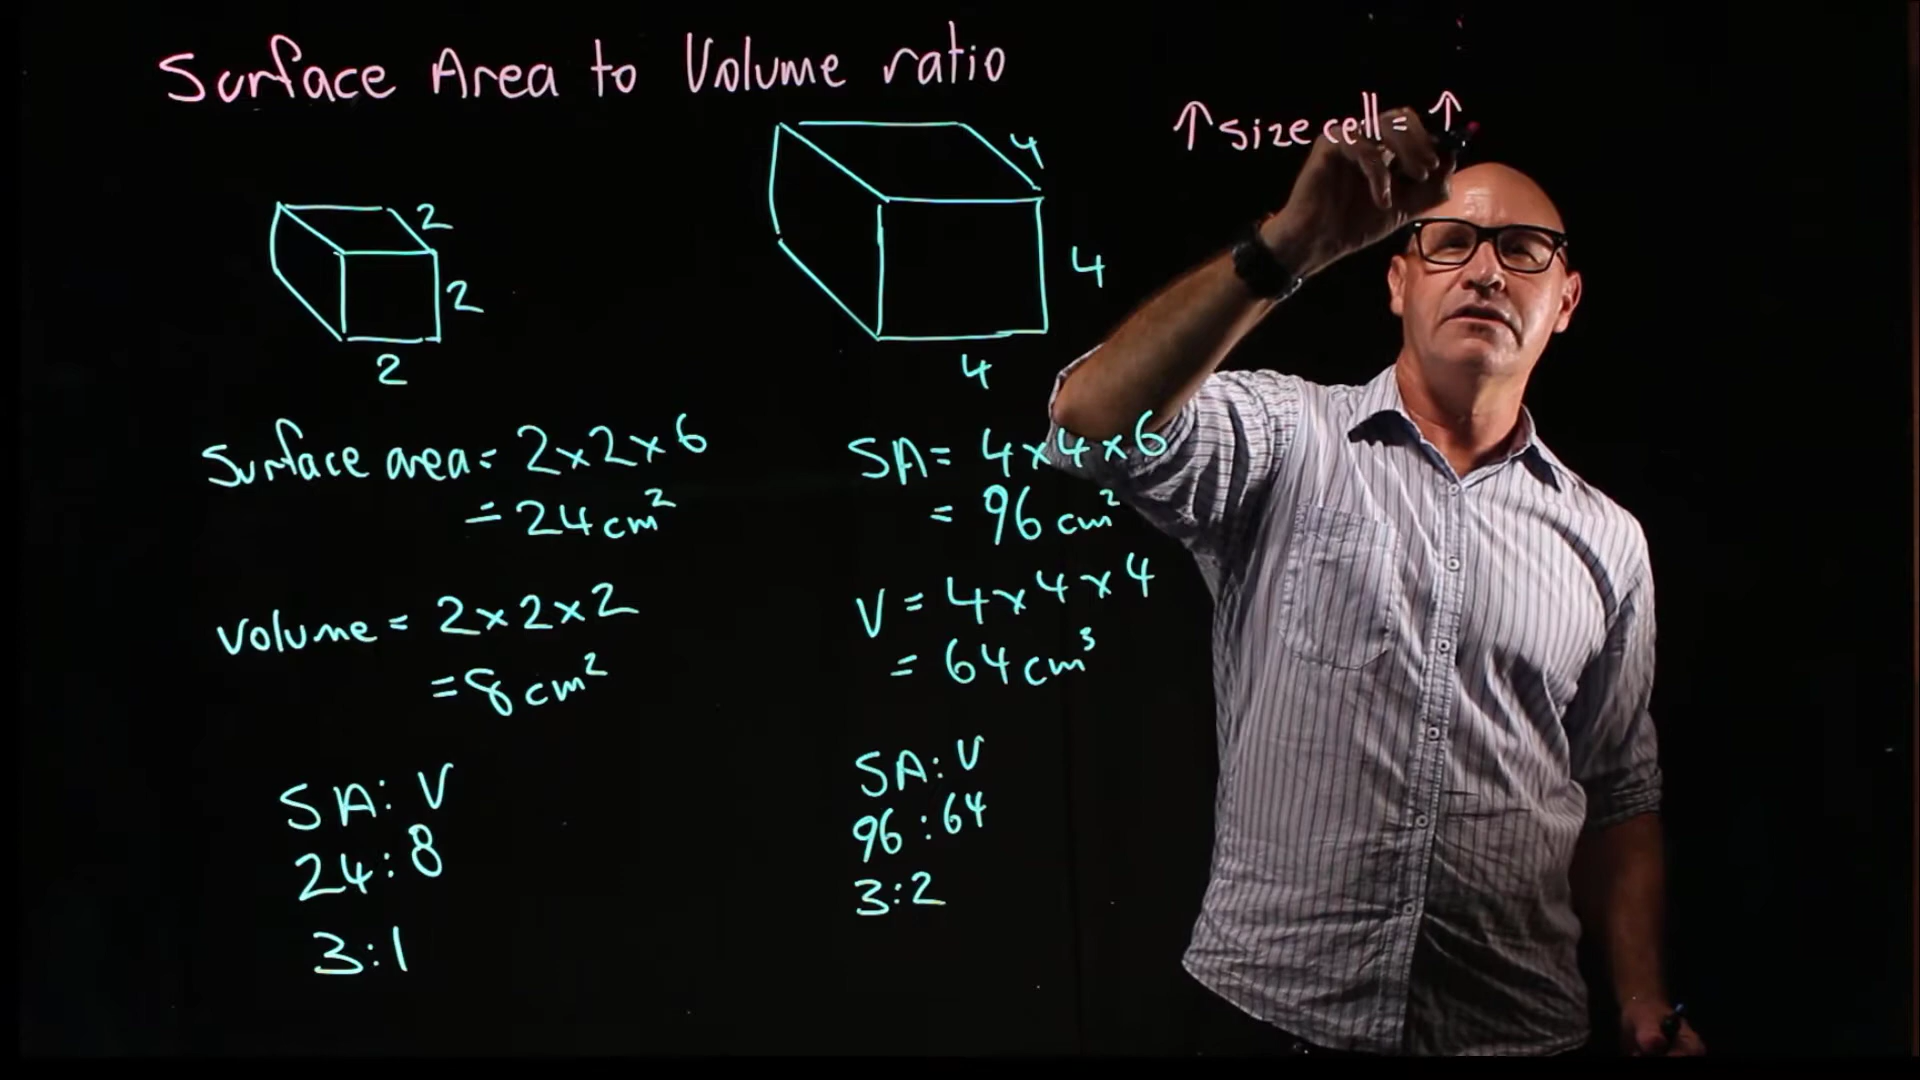 Surface Area to Volume ratio
↑ size cell = ↑
2
2
2
Surface area = 2×2×6
= 24 cm²
Volume = 2×2×2
= 8 cm²
SA: V
24:8
3:1
4
4
4
SA = 4×4×6
= 96 cm²
V = 4×4×4
= 64 cm³
SA: V
96:64
3:2